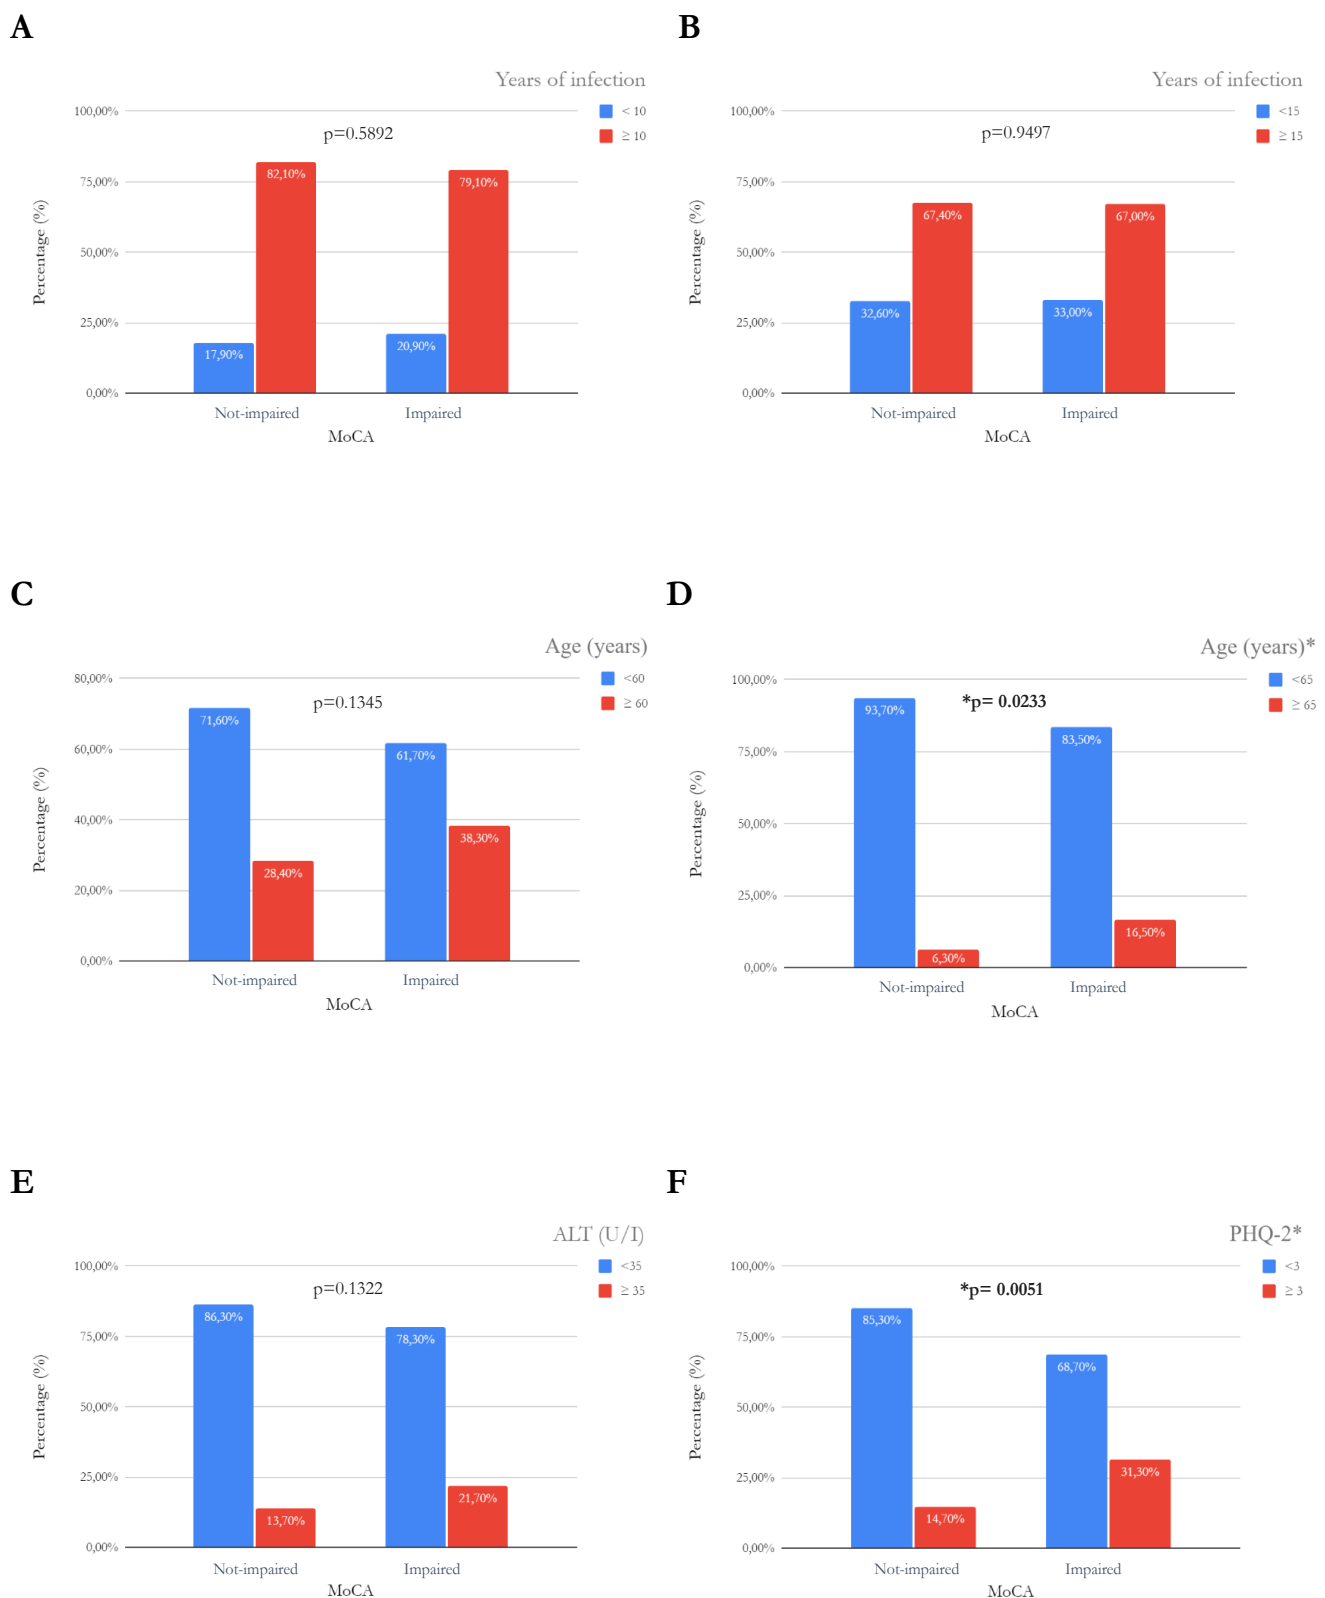 A
Years of infection
< 10
≥ 10
p=0.5892
100,00%
75,00%
50,00%
25,00%
0,00%
Percentage (%)
82,10%
79,10%
17,90%
20,90%
Not-impaired
Impaired
MoCA
B
Years of infection
<15
≥ 15
p=0.9497
100,00%
75,00%
50,00%
25,00%
0,00%
Percentage (%)
67,40%
67,00%
32,60%
33,00%
Not-impaired
Impaired
MoCA
C
Age (years)
<60
≥ 60
p=0.1345
80,00%
60,00%
40,00%
20,00%
0,00%
Percentage (%)
71,60%
61,70%
28,40%
38,30%
Not-impaired
Impaired
MoCA
D
Age (years)*
<65
≥ 65
*p= 0.0233
100,00%
75,00%
50,00%
25,00%
0,00%
Percentage (%)
93,70%
83,50%
6,30%
16,50%
Not-impaired
Impaired
MoCA
E
ALT (U/I)
<35
≥ 35
p=0.1322
100,00%
75,00%
50,00%
25,00%
0,00%
Percentage (%)
86,30%
78,30%
13,70%
21,70%
Not-impaired
Impaired
MoCA
F
PHQ-2*
<3
≥ 3
*p= 0.0051
100,00%
75,00%
50,00%
25,00%
0,00%
Percentage (%)
85,30%
68,70%
14,70%
31,30%
Not-impaired
Impaired
MoCA